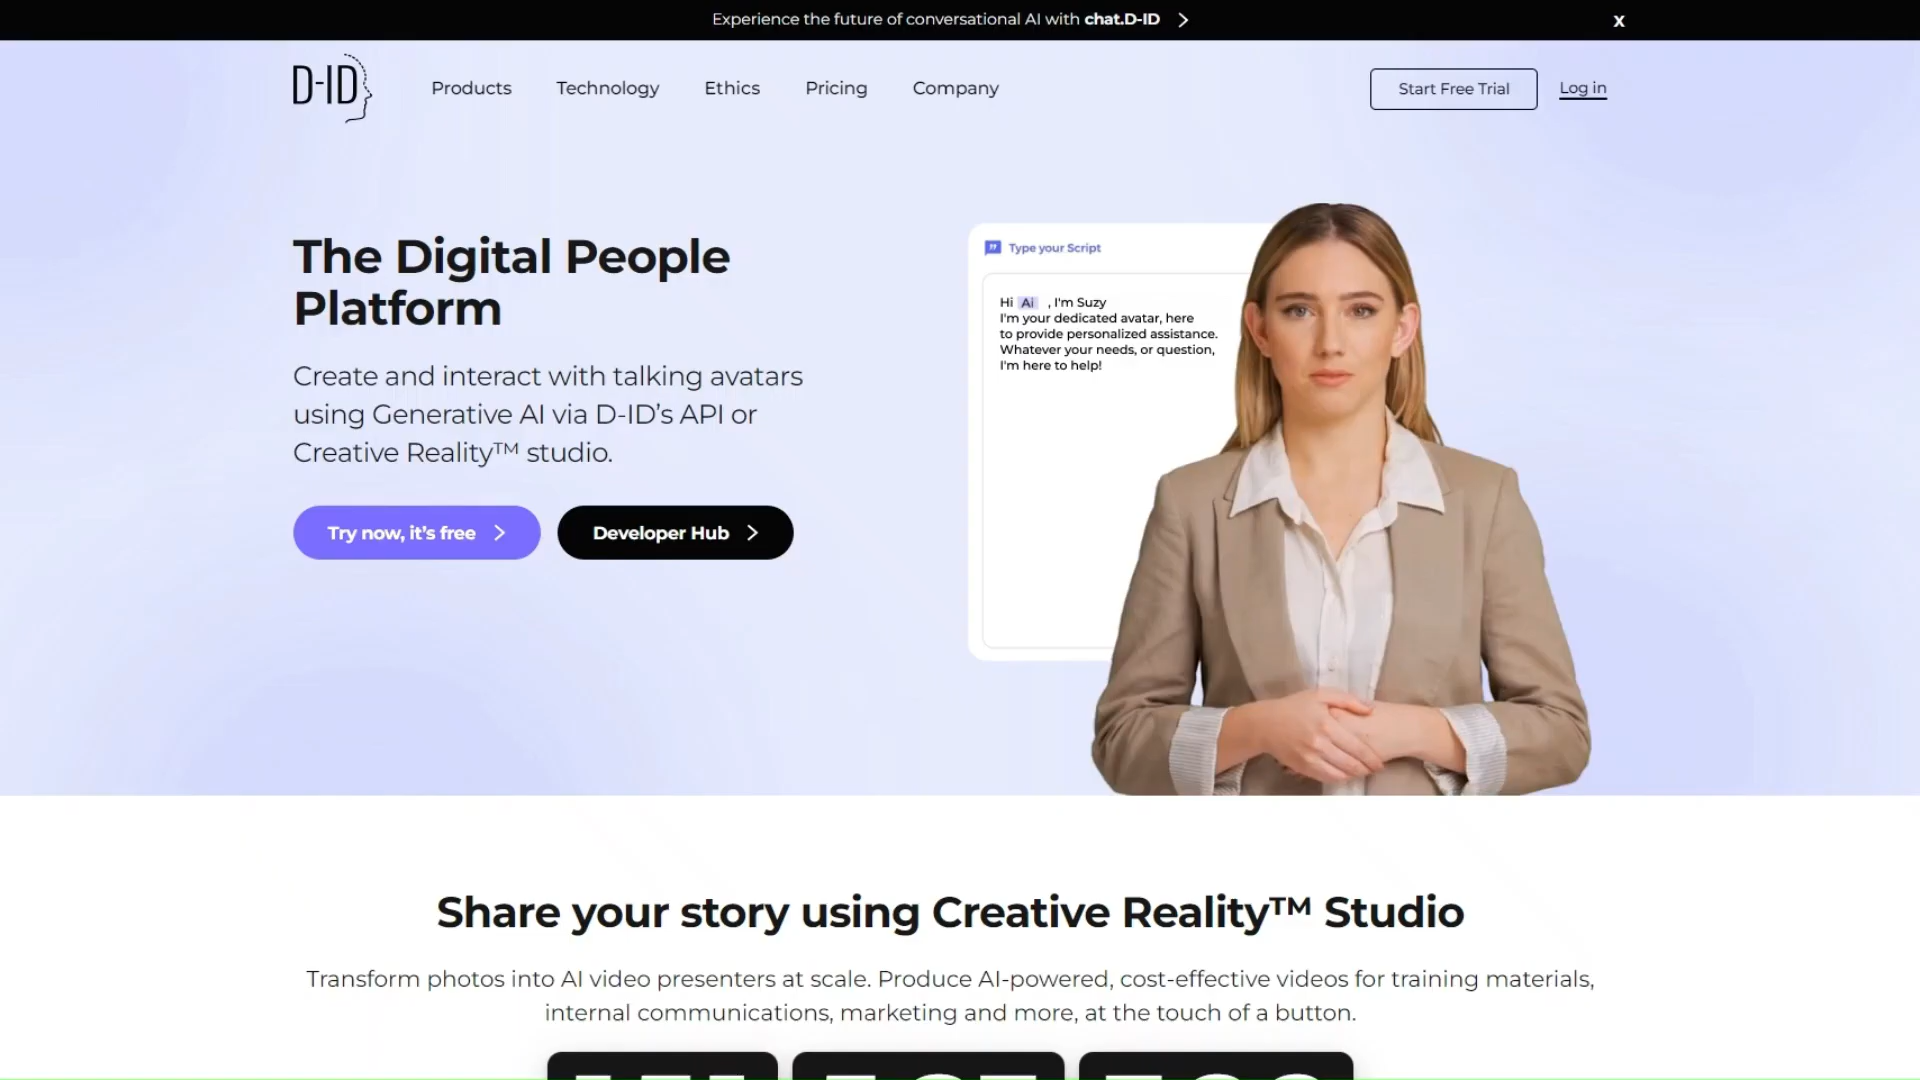 Experience the future of conversational AI with chat.D-ID
x
D-ID
Products
Technology
Ethics
Pricing
Company
Start Free Trial
Log in
The Digital People
Platform
Create and interact with talking avatars
using Generative AI via D-ID’s API or
Creative Reality™ studio.
Try now, it’s free
Developer Hub
Type your Script
Hi Ai , I'm Suzy
I'm your dedicated avatar, here
to provide personalized assistance.
Whatever your needs, or question,
I'm here to help!
Share your story using Creative Reality™ Studio
Transform photos into AI video presenters at scale. Produce AI-powered, cost-effective videos for training materials,
internal communications, marketing and more, at the touch of a button.